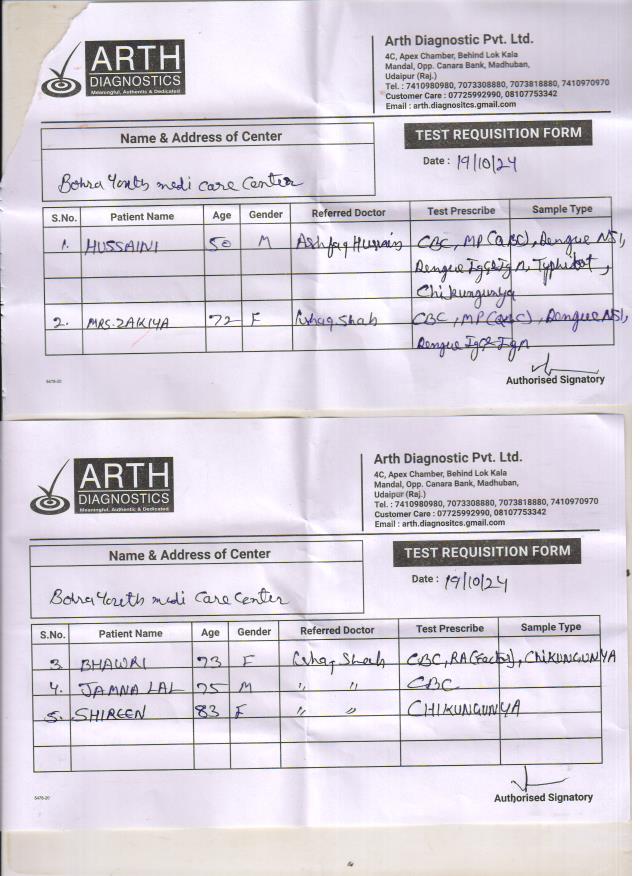 ARTH
DIAGNOSTICS
Meaningful, Authentic & Dedicated
Arth Diagnostic Pvt. Ltd.
4C, Apex Chamber, Behind Lok Kala
Mandal, Opp. Canara Bank, Madhuban,
Udaipur (Raj.)
Tel. : 7410980980, 7073308880, 7073818880, 7410970970
Customer Care : 07725992990, 08107753342
Email : arth.diagnositcs.gmail.com
Name & Address of Center
TEST REQUISITION FORM
Date : 19/10/24
Bohra Youth medi care Center
S.No. Patient Name Age Gender Referred Doctor Test Prescribe Sample Type
1. HUSSAINI 50 M Ashfaq Hussain CBC, MP(QBC), Dengue NS1,
Dengue IgG & IgM, Typhidot,
Chikungunya
2. MRS. ZAKIYA 72 F Ishaq Shah CBC, MP(QBC), Dengue NS1,
Dengue IgG & IgM
Authorised Signatory
5478-20
ARTH
DIAGNOSTICS
Meaningful, Authentic & Dedicated
Arth Diagnostic Pvt. Ltd.
4C, Apex Chamber, Behind Lok Kala
Mandal, Opp. Canara Bank, Madhuban,
Udaipur (Raj.)
Tel. : 7410980980, 7073308880, 7073818880, 7410970970
Customer Care : 07725992990, 08107753342
Email : arth.diagnositcs.gmail.com
Name & Address of Center
TEST REQUISITION FORM
Date : 19/10/24
Bohra Youth medi Care Center
S.No. Patient Name Age Gender Referred Doctor Test Prescribe Sample Type
3. BHAWRI 73 F Ishaq Shah CBC, RA(Factor), CHIKUNGUNYA
4. JAMNA LAL 75 M " " CBC
5. SHIREEN 83 F " " CHIKUNGUNYA
Authorised Signatory
5478-20